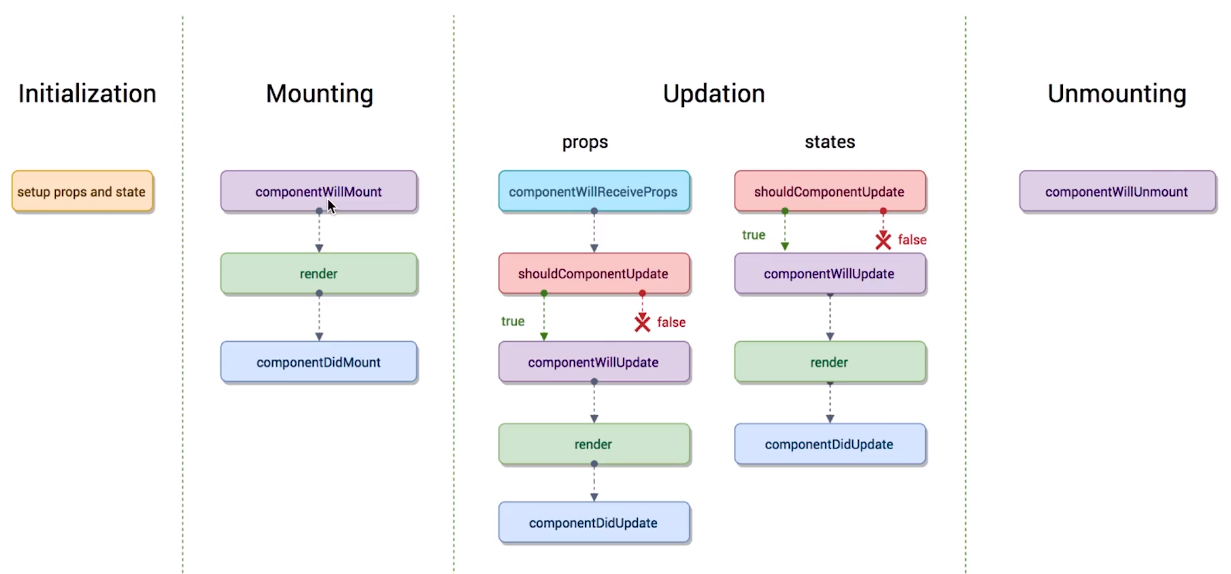 Initialization
setup props and state
Mounting
componentWillMount
render
componentDidMount
Updation
props
componentWillReceiveProps
shouldComponentUpdate
true
false
componentWillUpdate
render
componentDidUpdate
states
shouldComponentUpdate
true
false
componentWillUpdate
render
componentDidUpdate
Unmounting
componentWillUnmount